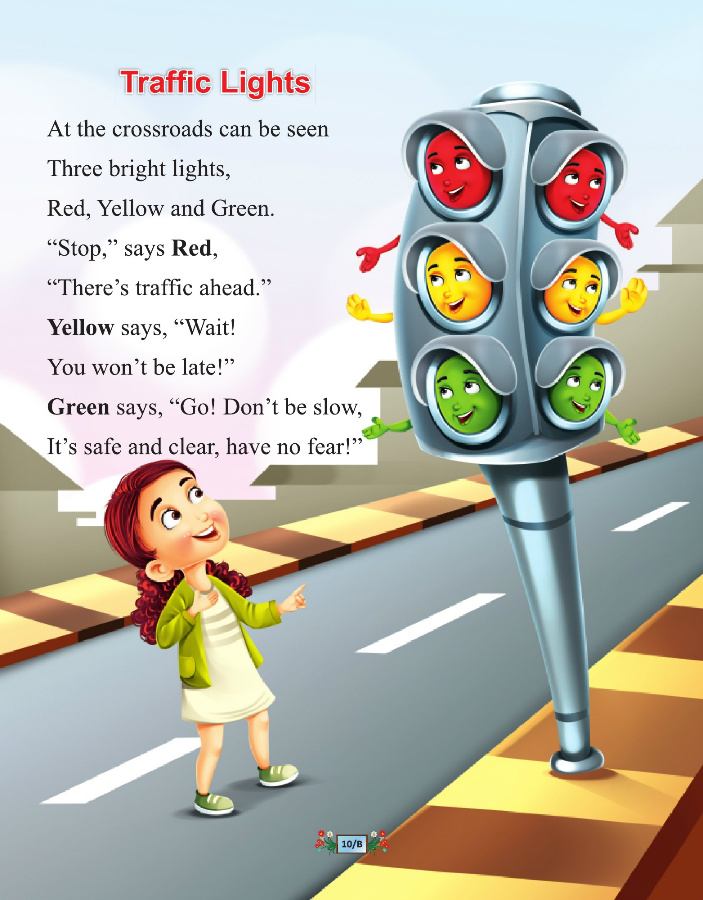 Traffic Lights
At the crossroads can be seen
Three bright lights,
Red, Yellow and Green.
“Stop,” says Red,
“There’s traffic ahead.”
Yellow says, “Wait!
You won’t be late!”
Green says, “Go! Don’t be slow,
It’s safe and clear, have no fear!”
10/B